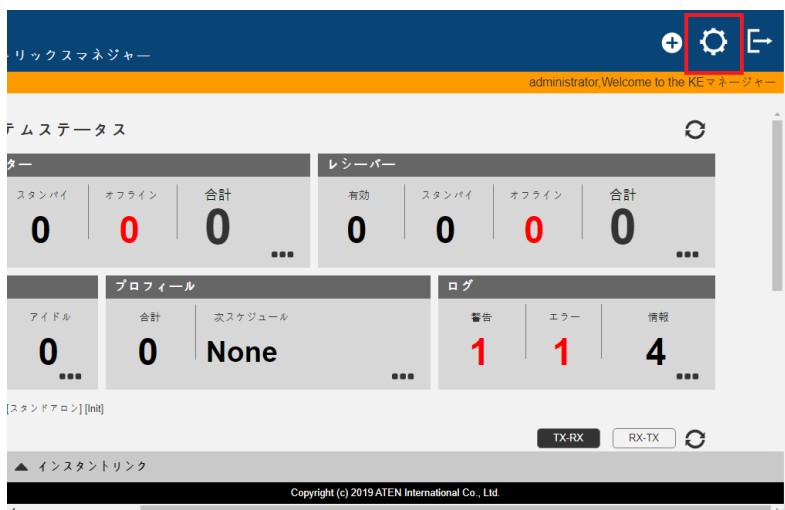 トリックスマネジャー
administrator,Welcome to the KEマネージャー
テムステータス
ター
レシーバー
スタンバイ オフライン 合計
有効 スタンバイ オフライン 合計
0 0 0
0 0 0 0
プロフィール
ログ
アイドル
合計 次スケジュール
警告 エラー 情報
0
0 None
1 1 4
[スタンドアロン] [Init]
TX-RX RX-TX
インスタントリンク
Copyright (c) 2019 ATEN International Co., Ltd.